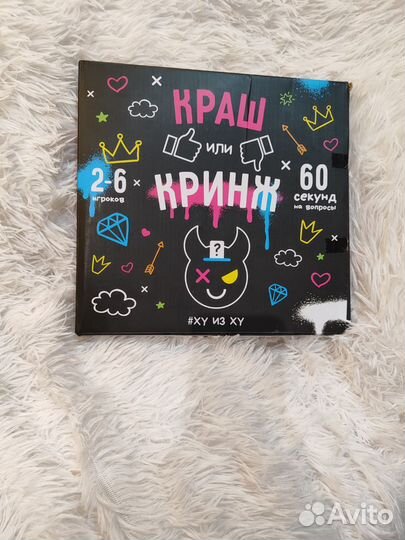 КРАШ
или
КРИНЖ
2-6
игроков
60
секунд
на вопросы
?
#ХУ ИЗ ХУ
Avito